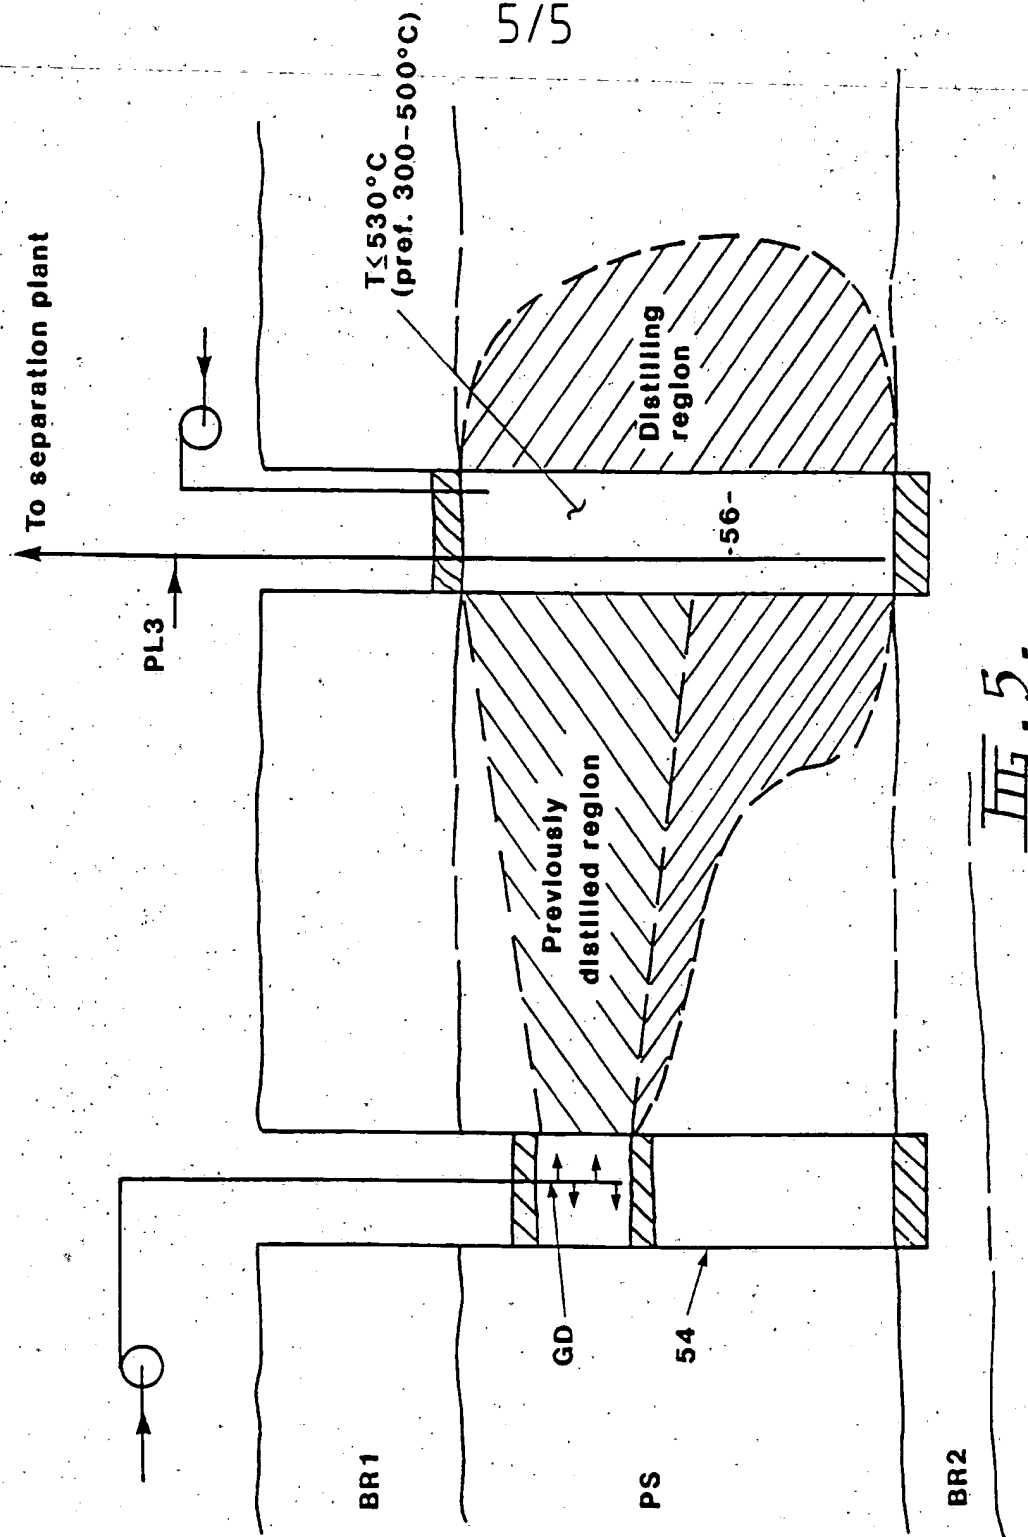 5/5
To separation plant
T≤530°C
(pref. 300-500°C)
PL3
Distilling
region
-56-
Previously
distilled region
GD
54
BR1
PS
BR2
FIG. 5.